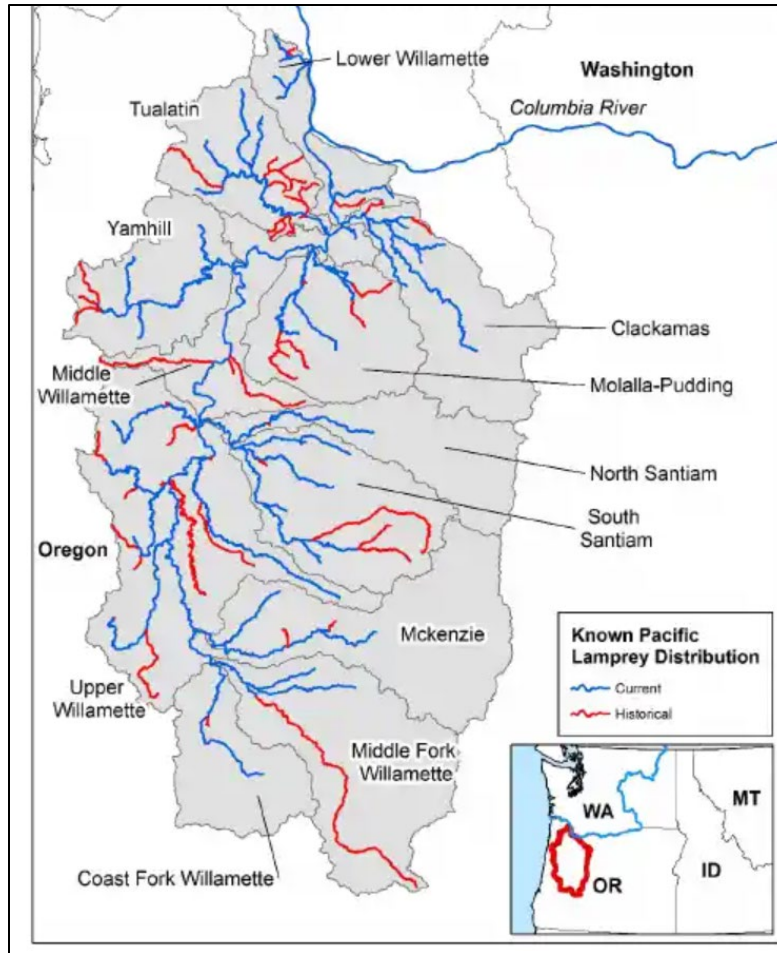 Lower Willamette
Washington
Tualatin
Columbia River
Yamhill
Clackamas
Middle
Willamette
Molalla-Pudding
North Santiam
South
Santiam
Oregon
Mckenzie
Known Pacific
Lamprey Distribution
Current
Historical
Upper
Willamette
Middle Fork
Willamette
Coast Fork Willamette
WA
MT
OR
ID